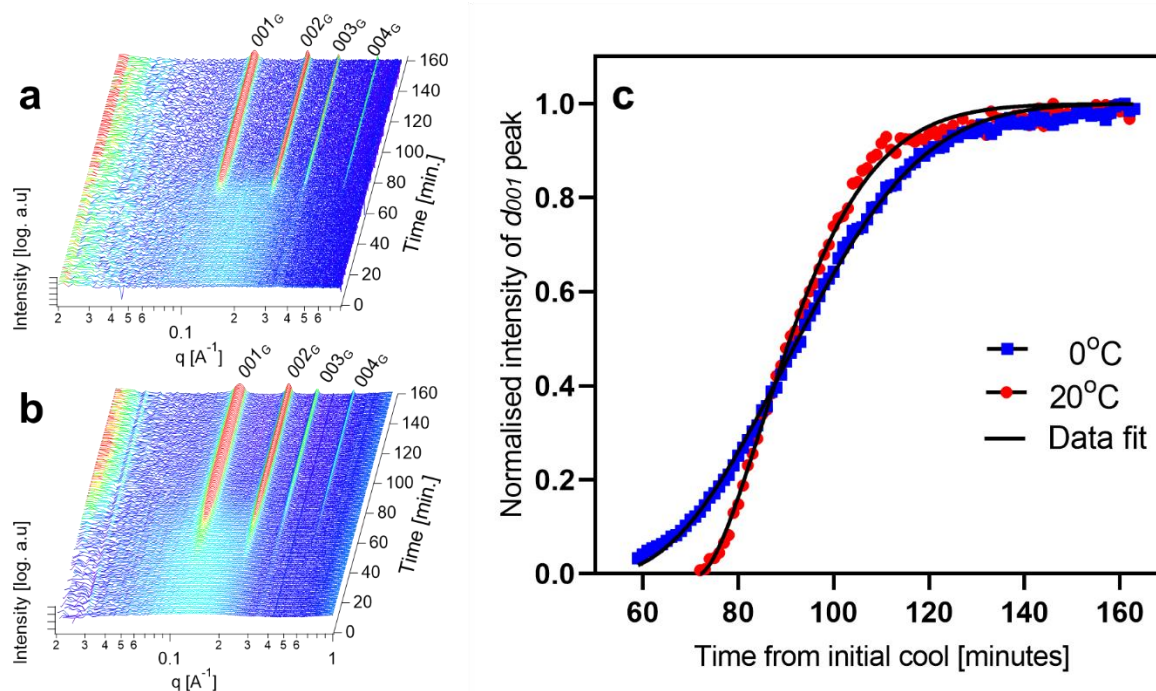 a
001G 002G 003G 004G
160
140
120
100
80
60
40
20
0
Time [min.]
Intensity [log. a.u]
2 3 4 5 6 0.1 2 3 4 5 6
q [A-1]
b
001G 002G 003G 004G
160
140
120
100
80
60
40
20
0
Time [min.]
Intensity [log. a.u]
2 3 4 5 6 0.1 2 3 4 5 6 1
q [A-1]
c
Normalised intensity of d001 peak
1.0
0.8
0.6
0.4
0.2
0.0
0oC
20oC
Data fit
60 80 100 120 140 160
Time from initial cool [minutes]